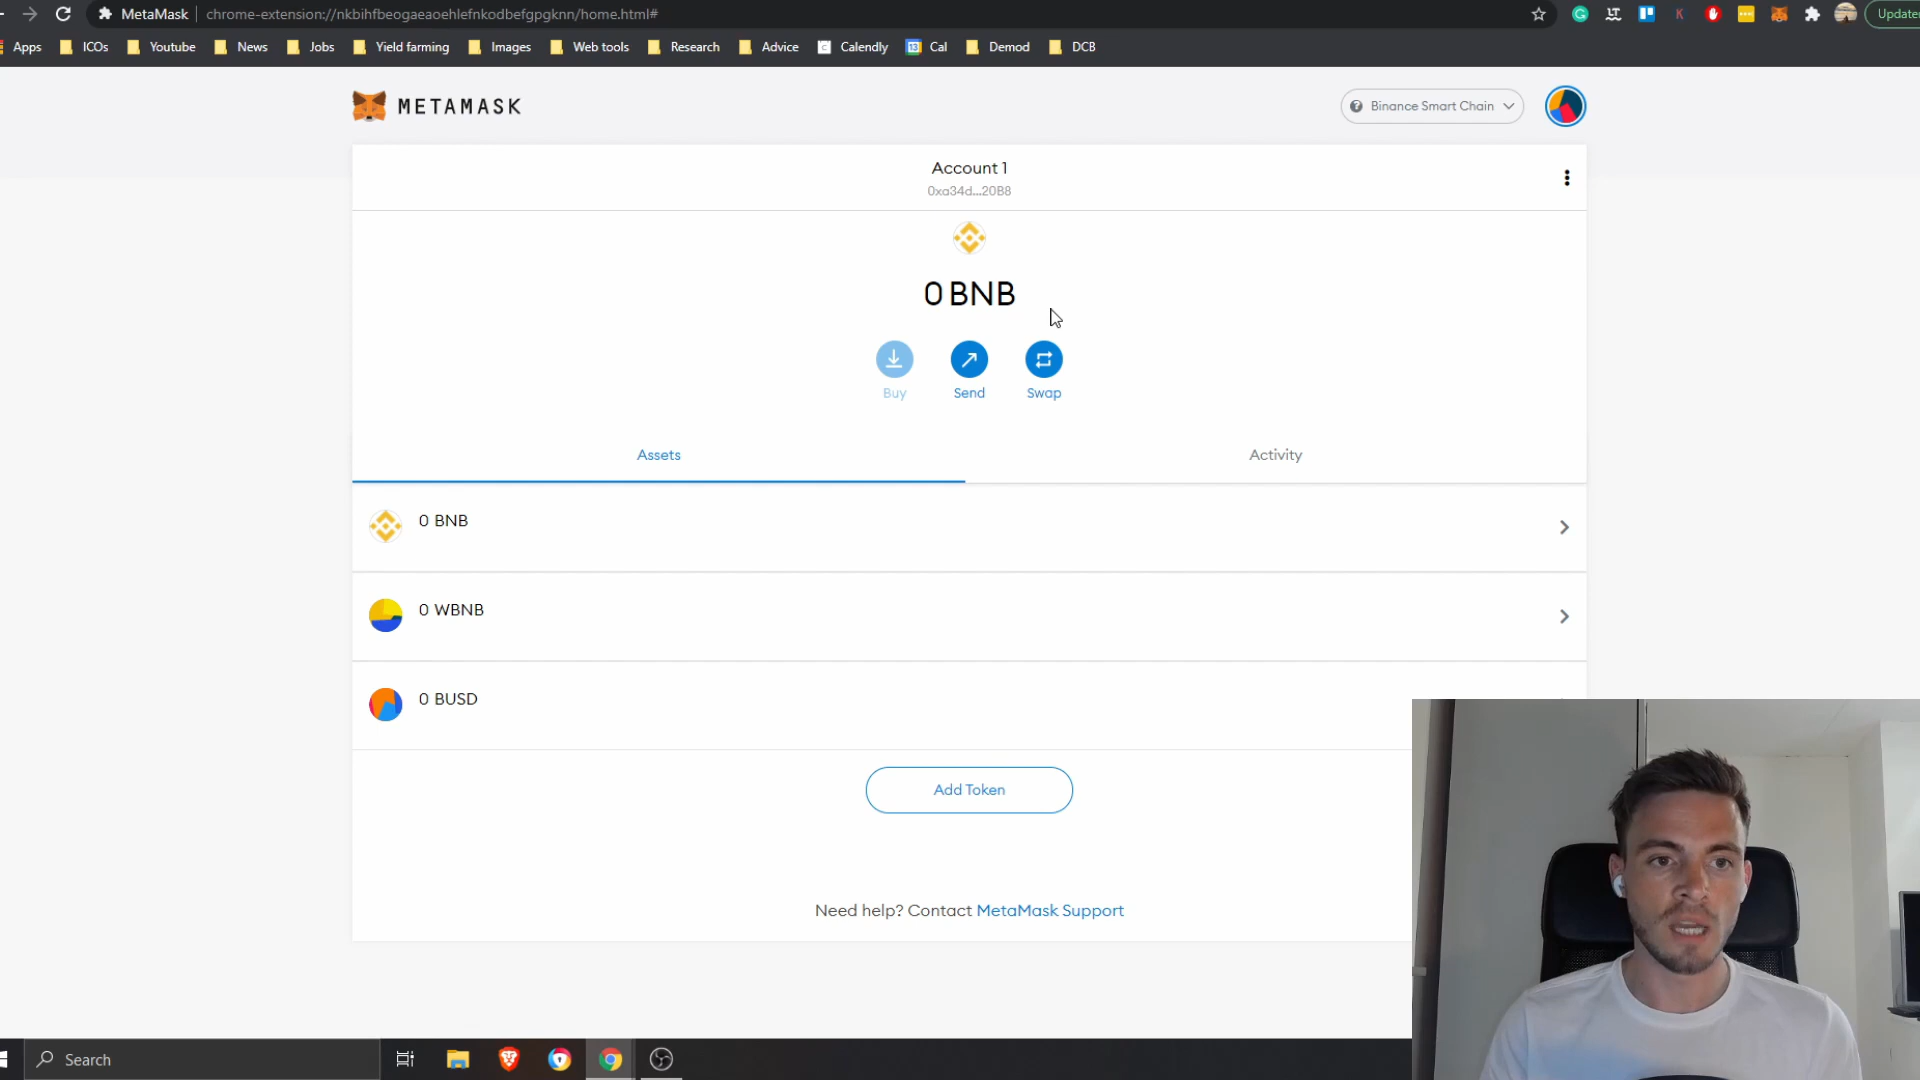 MetaMask chrome-extension://nkbihfbeogaeaoehlefnkodbefgpgknn/home.html# Update
Apps ICOs Youtube News Jobs Yield farming Images Web tools Research Advice Calendly Cal Demod DCB
METAMASK
Binance Smart Chain
Account 1
0xa34d...20B8
0 BNB
Buy Send Swap
Assets Activity
0 BNB
0 WBNB
0 BUSD
Add Token
Need help? Contact MetaMask Support
Search